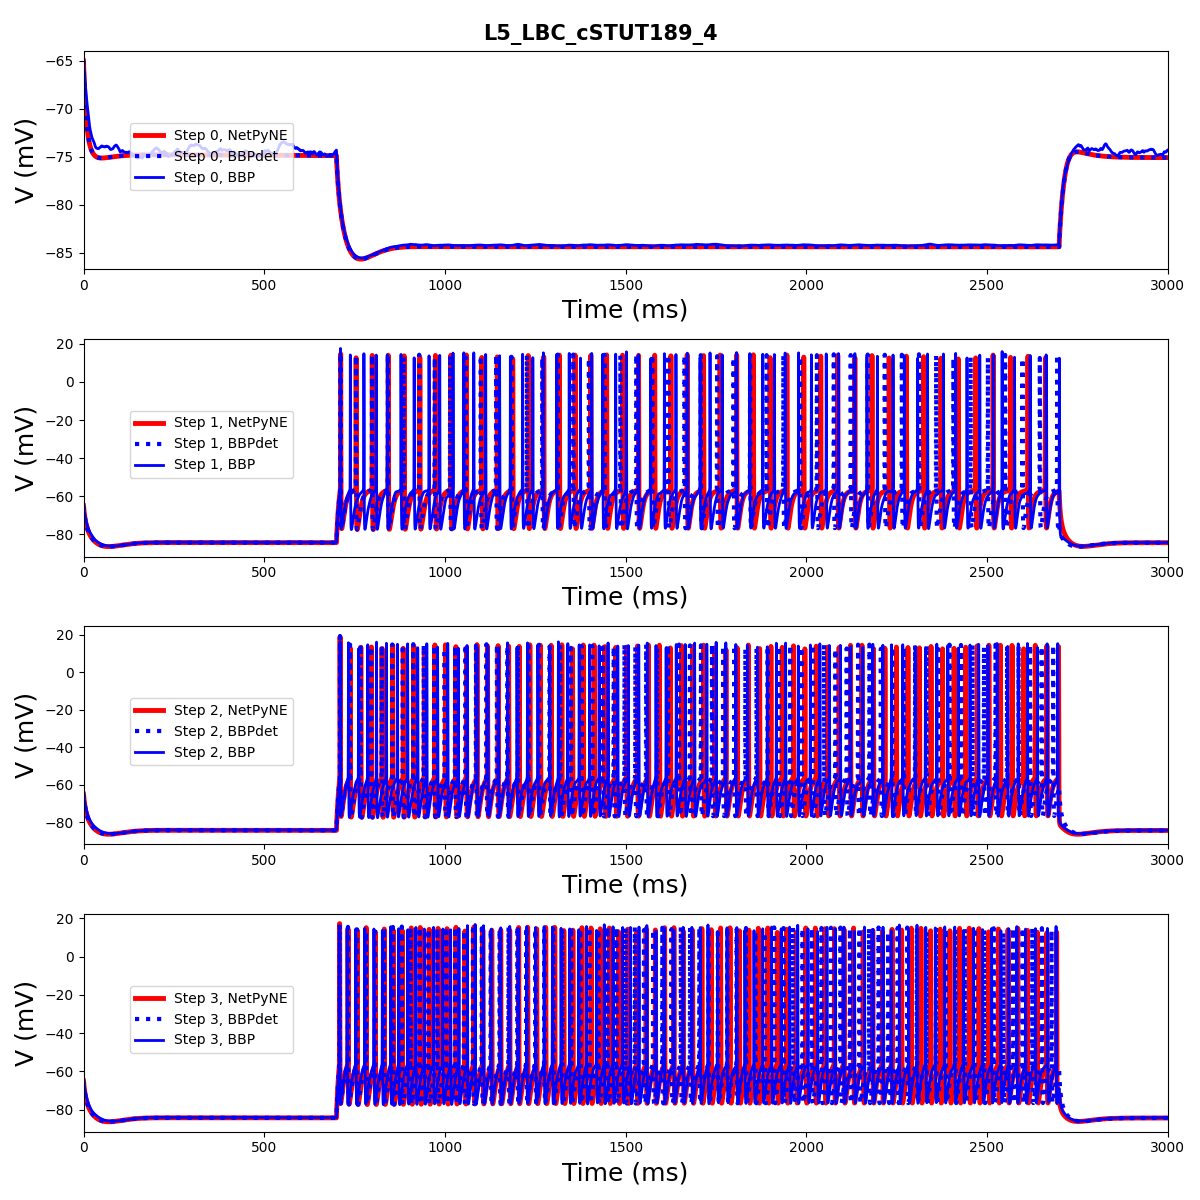 L5_LBC_cSTUT189_4
−65
−70
−75
−80
−85
V (mV)
Step 0, NetPyNE
Step 0, BBPdet
Step 0, BBP
0 500 1000 1500 2000 2500 3000
Time (ms)
20
0
−20
−40
−60
−80
V (mV)
Step 1, NetPyNE
Step 1, BBPdet
Step 1, BBP
0 500 1000 1500 2000 2500 3000
Time (ms)
20
0
−20
−40
−60
−80
V (mV)
Step 2, NetPyNE
Step 2, BBPdet
Step 2, BBP
0 500 1000 1500 2000 2500 3000
Time (ms)
20
0
−20
−40
−60
−80
V (mV)
Step 3, NetPyNE
Step 3, BBPdet
Step 3, BBP
0 500 1000 1500 2000 2500 3000
Time (ms)